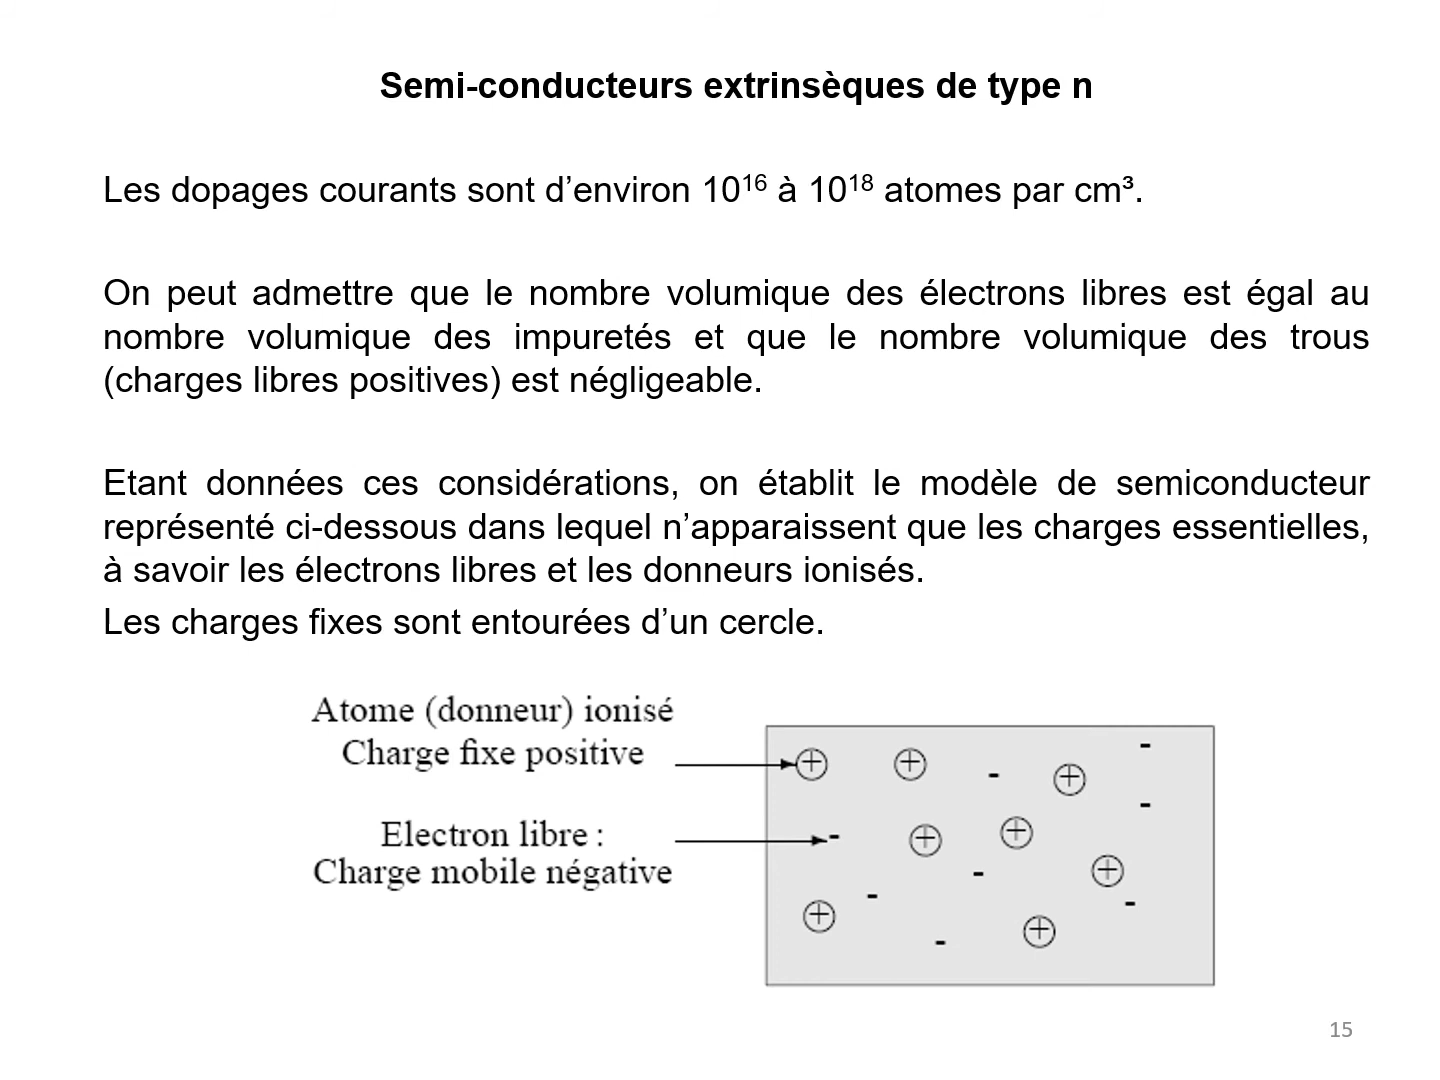 Semi-conducteurs extrinsèques de type n
Les dopages courants sont d’environ 10¹⁶ à 10¹⁸ atomes par cm³.
On peut admettre que le nombre volumique des électrons libres est égal au
nombre volumique des impuretés et que le nombre volumique des trous
(charges libres positives) est négligeable.
Etant données ces considérations, on établit le modèle de semiconducteur
représenté ci-dessous dans lequel n’apparaissent que les charges essentielles,
à savoir les électrons libres et les donneurs ionisés.
Les charges fixes sont entourées d’un cercle.
Atome (donneur) ionisé
Charge fixe positive
Electron libre :
Charge mobile négative
15